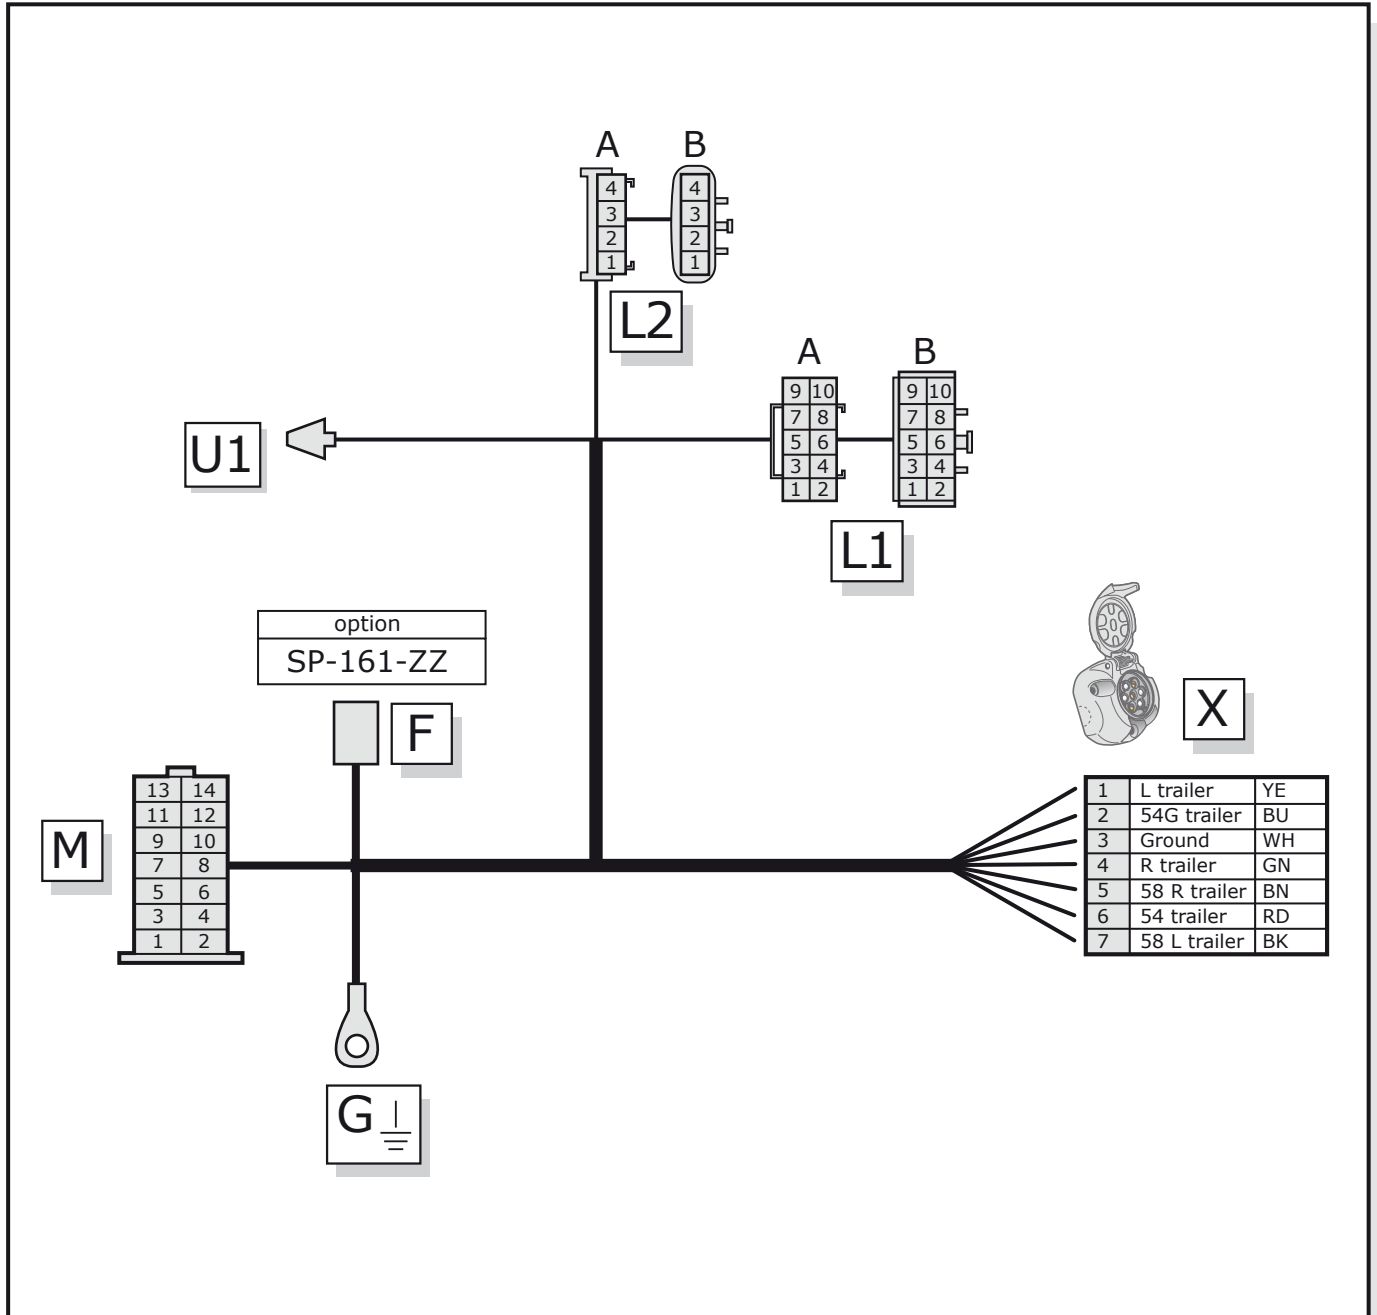 A B
4 4
3 3
2 2
1 1
L2
A B
9 10 9 10
7 8 7 8
5 6 5 6
3 4 3 4
1 2 1 2
L1
U1
option
SP-161-ZZ
F
X
13 14
11 12
9 10
7 8
5 6
3 4
1 2
M
1 L trailer YE
2 54G trailer BU
3 Ground WH
4 R trailer GN
5 58 R trailer BN
6 54 trailer RD
7 58 L trailer BK
G